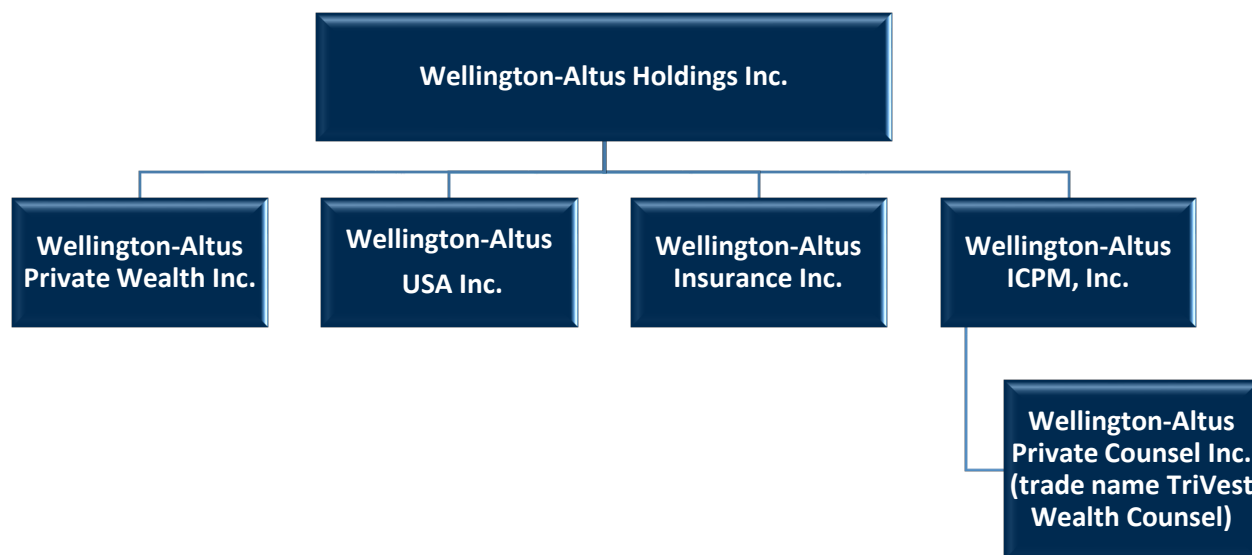 Wellington-Altus Holdings Inc.
Wellington-Altus
Private Wealth Inc.
Wellington-Altus
USA Inc.
Wellington-Altus
Insurance Inc.
Wellington-Altus
ICPM, Inc.
Wellington-Altus
Private Counsel Inc.
(trade name TriVest
Wealth Counsel)